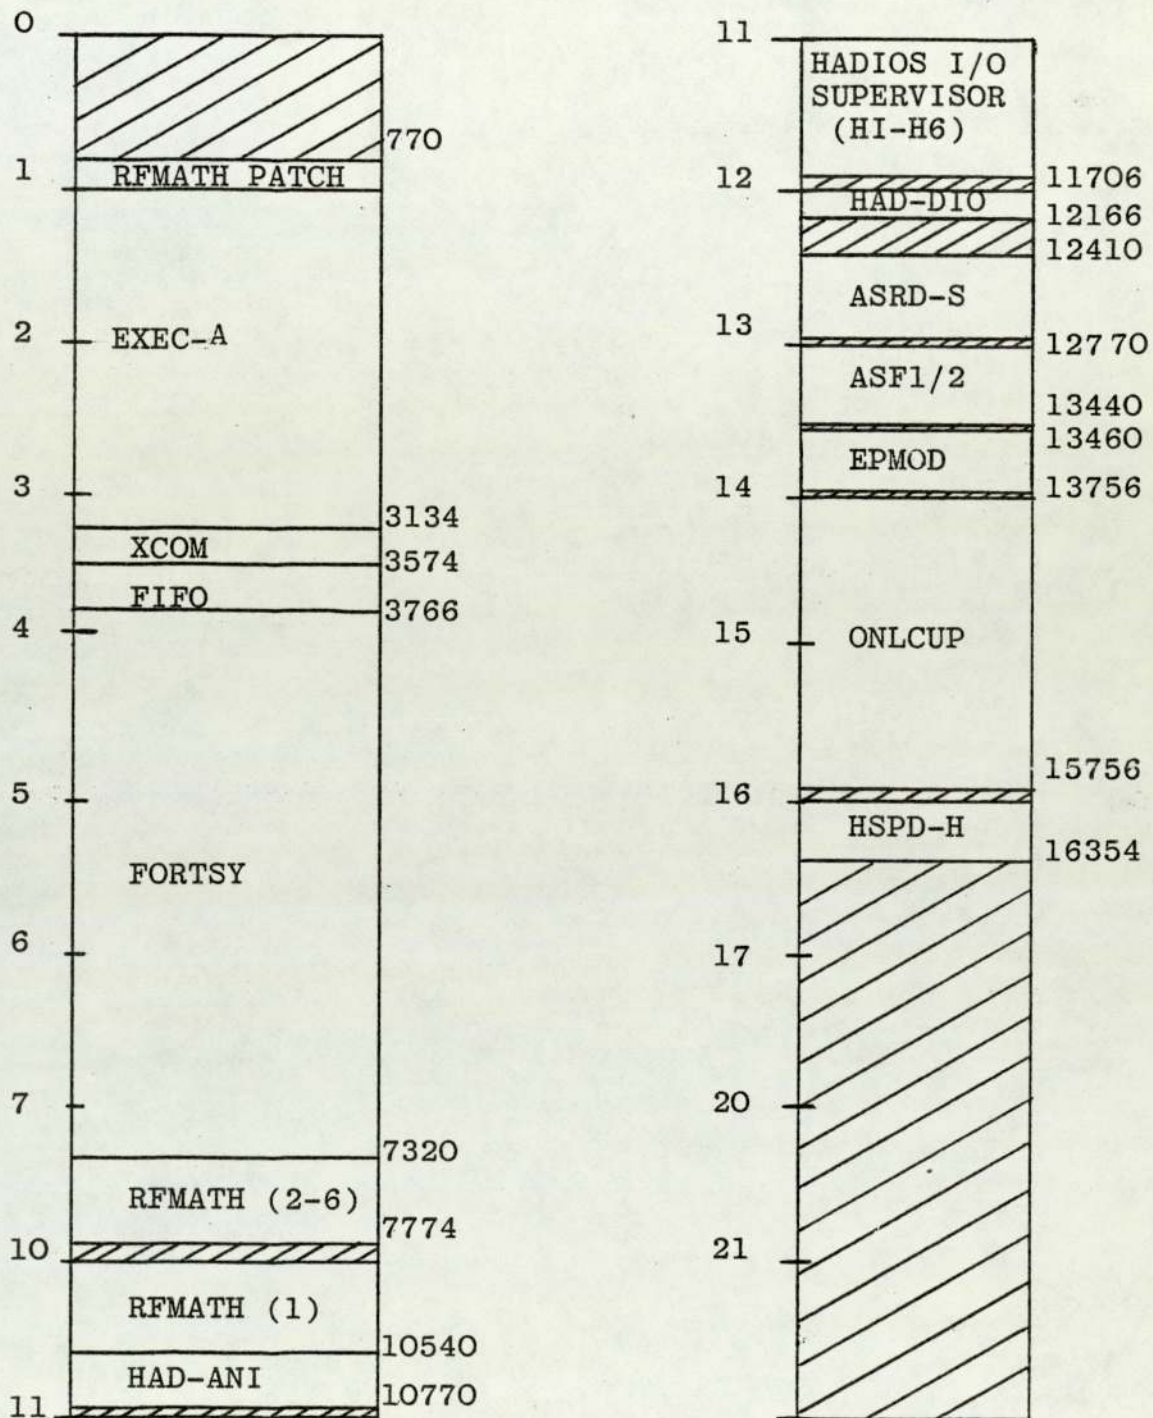 0
770
1
RFMATH PATCH
2
EXEC-A
3
3134
XCOM
3574
FIFO
3766
4
5
FORTSY
6
7
7320
RFMATH (2-6)
7774
10
RFMATH (1)
10540
HAD-ANI
10770
11
11
HADIOS I/O
SUPERVISOR
(HI-H6)
11706
12
HAD-DIO
12166
12410
ASRD-S
13
12770
ASF1/2
13440
13460
EPMOD
13756
14
15
ONLCUP
15756
16
HSPD-H
16354
17
20
21